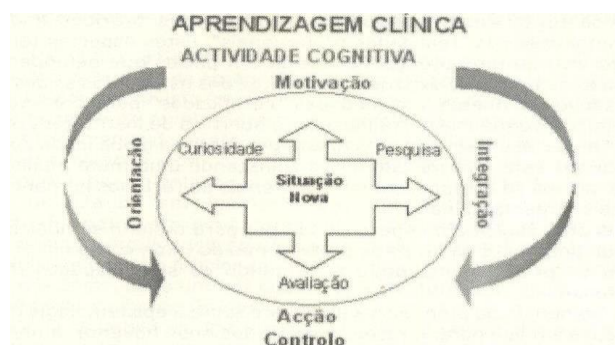 APRENDIZAGEM CLÍNICA
ACTIVIDADE COGNITIVA
Motivação
Curiosidade
Pesquisa
Orientação
Situação
Nova
Integração
Avaliação
Acção
Controlo